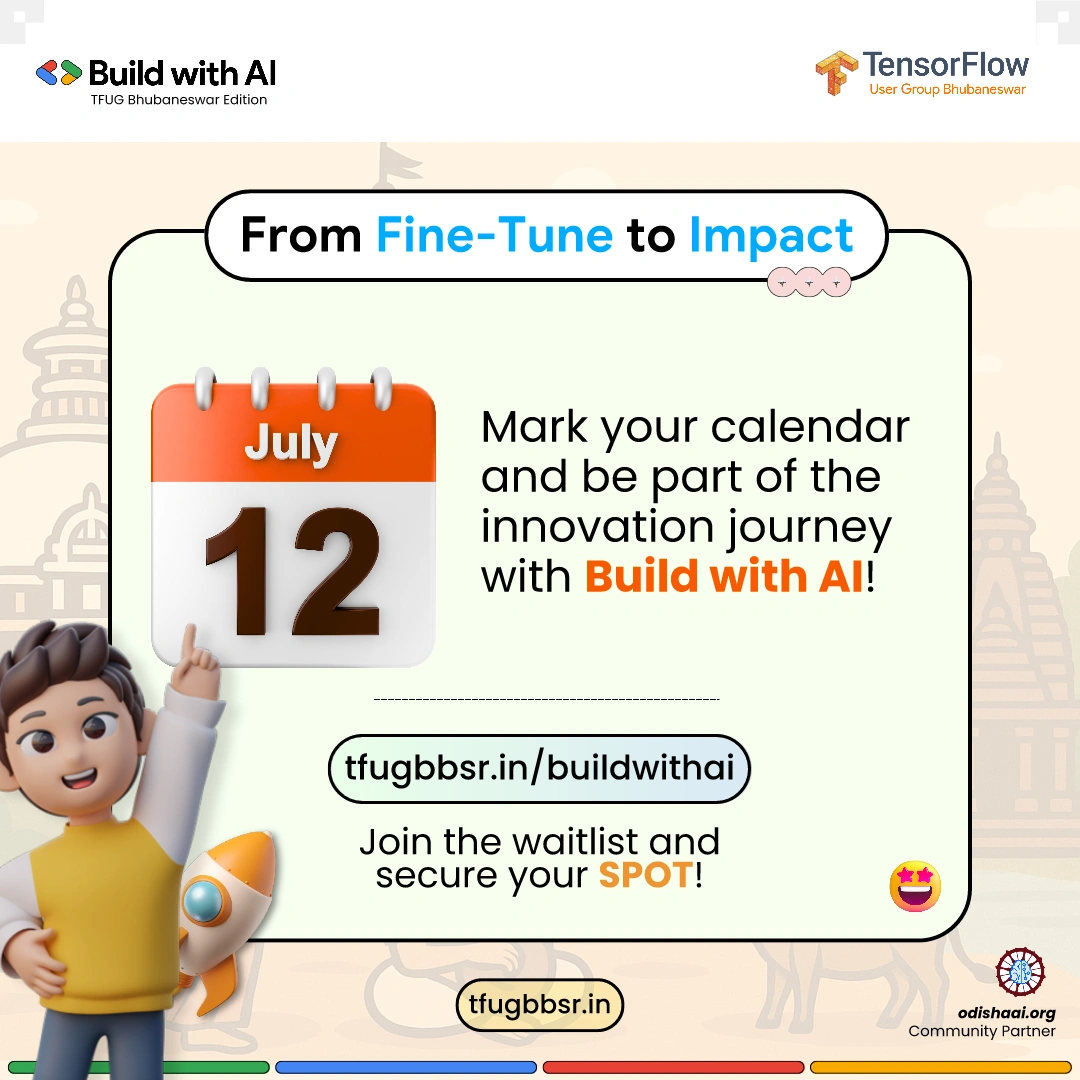 Build with AI
TFUG Bhubaneswar Edition
TensorFlow
User Group Bhubaneswar
From Fine-Tune to Impact
July
12
Mark your calendar
and be part of the
innovation journey
with Build with AI!
tfugbbsr.in/buildwithai
Join the waitlist and
secure your SPOT!
tfugbbsr.in
odishaai.org
Community Partner